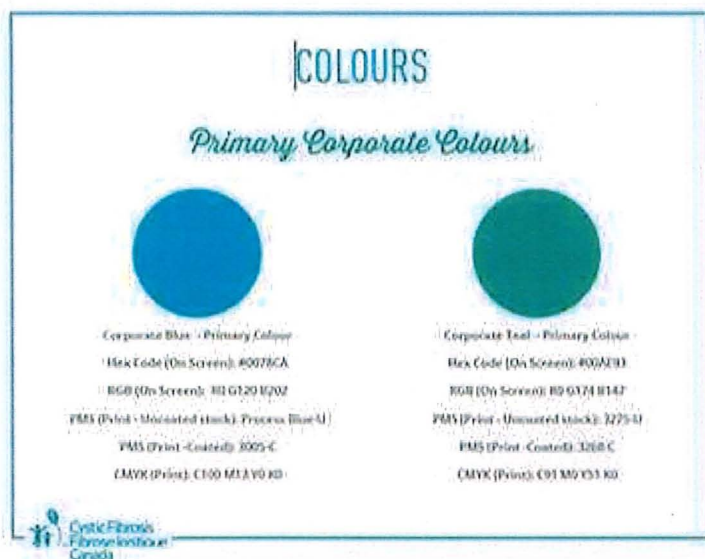 COLOURS
Primary Corporate Colours
Corporate Blue - Primary Colour
Hex Code (On Screen): #0078CA
RGB (On Screen): R0 G120 B202
PMS (Print - Uncoated stock): Process Blue-U
PMS (Print -Coated): 3005-C
CMYK (Print): C100 Y0 K0
Corporate Teal - Primary Colour
Hex Code (On Screen): #00AE93
RGB (On Screen): R0 G174 B147
PMS (Print - Uncoated stock): 3275-U
PMS (Print -Coated):
CMYK (Print): C91 M0 Y51 K0
Cystic Fibrosis
Fibrose kystique
Canada